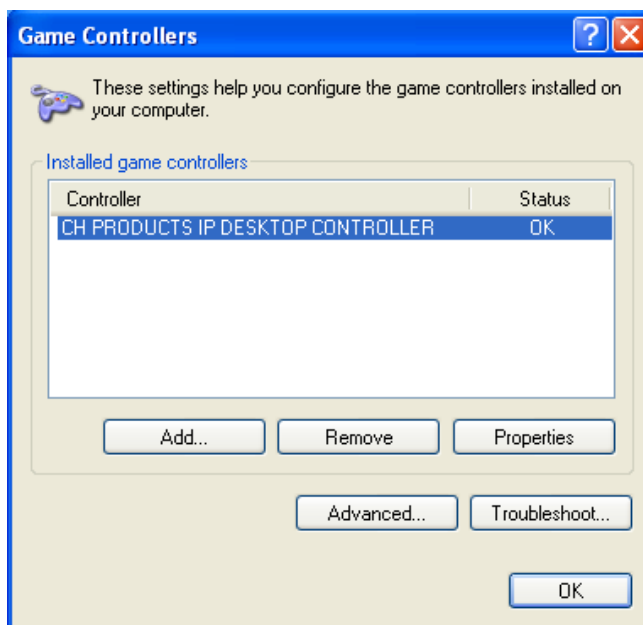 Game Controllers
These settings help you configure the game controllers installed on
your computer.
Installed game controllers
Controller Status
CH PRODUCTS IP DESKTOP CONTROLLER OK
Add... Remove Properties
Advanced... Troubleshoot...
OK